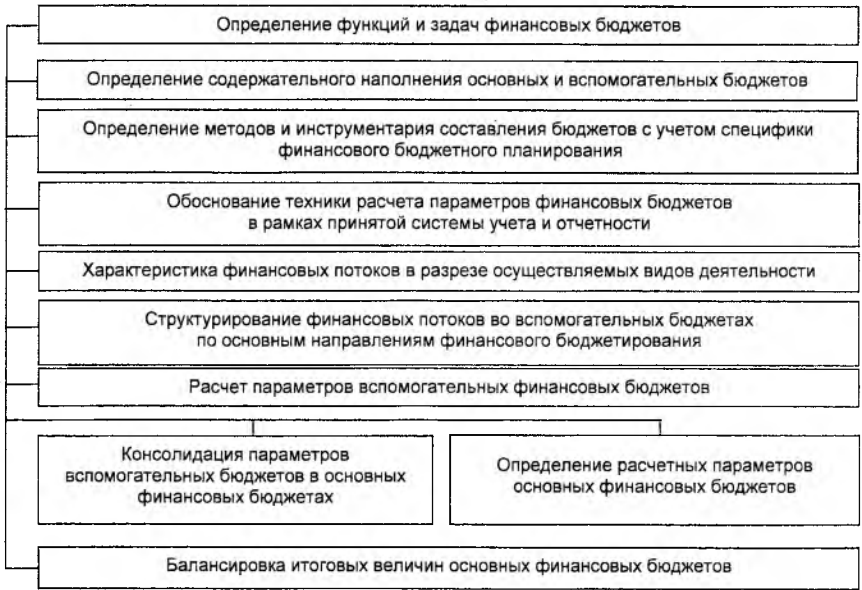 Определение функций и задач финансовых бюджетов
Определение содержательного наполнения основных и вспомогательных бюджетов
Определение методов и инструментария составления бюджетов с учетом специфики
финансового бюджетного планирования
Обоснование техники расчета параметров финансовых бюджетов
в рамках принятой системы учета и отчетности
Характеристика финансовых потоков в разрезе осуществляемых видов деятельности
Структурирование финансовых потоков во вспомогательных бюджетах
по основным направлениям финансового бюджетирования
Расчет параметров вспомогательных финансовых бюджетов
Консолидация параметров
вспомогательных бюджетов в основных
финансовых бюджетах
Определение расчетных параметров
основных финансовых бюджетов
Балансировка итоговых величин основных финансовых бюджетов